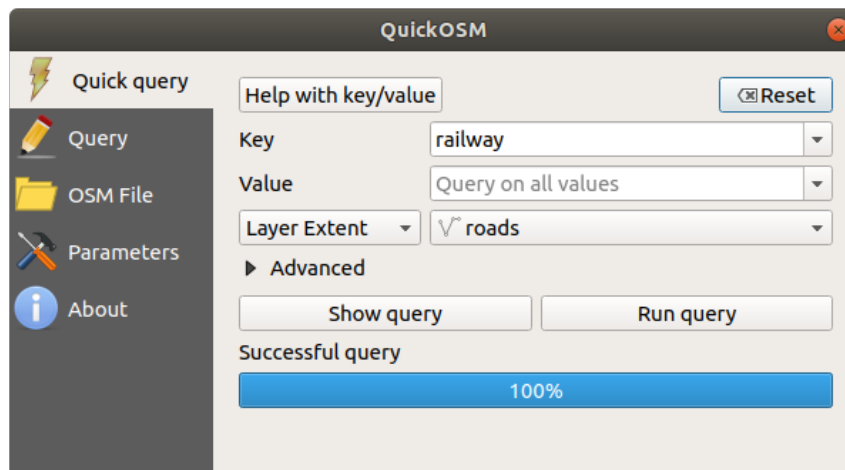 QuickOSM
Quick query
Query
OSM File
Parameters
About
Help with key/value
Reset
Key
railway
Value
Query on all values
Layer Extent
roads
Advanced
Show query
Run query
Successful query
100%